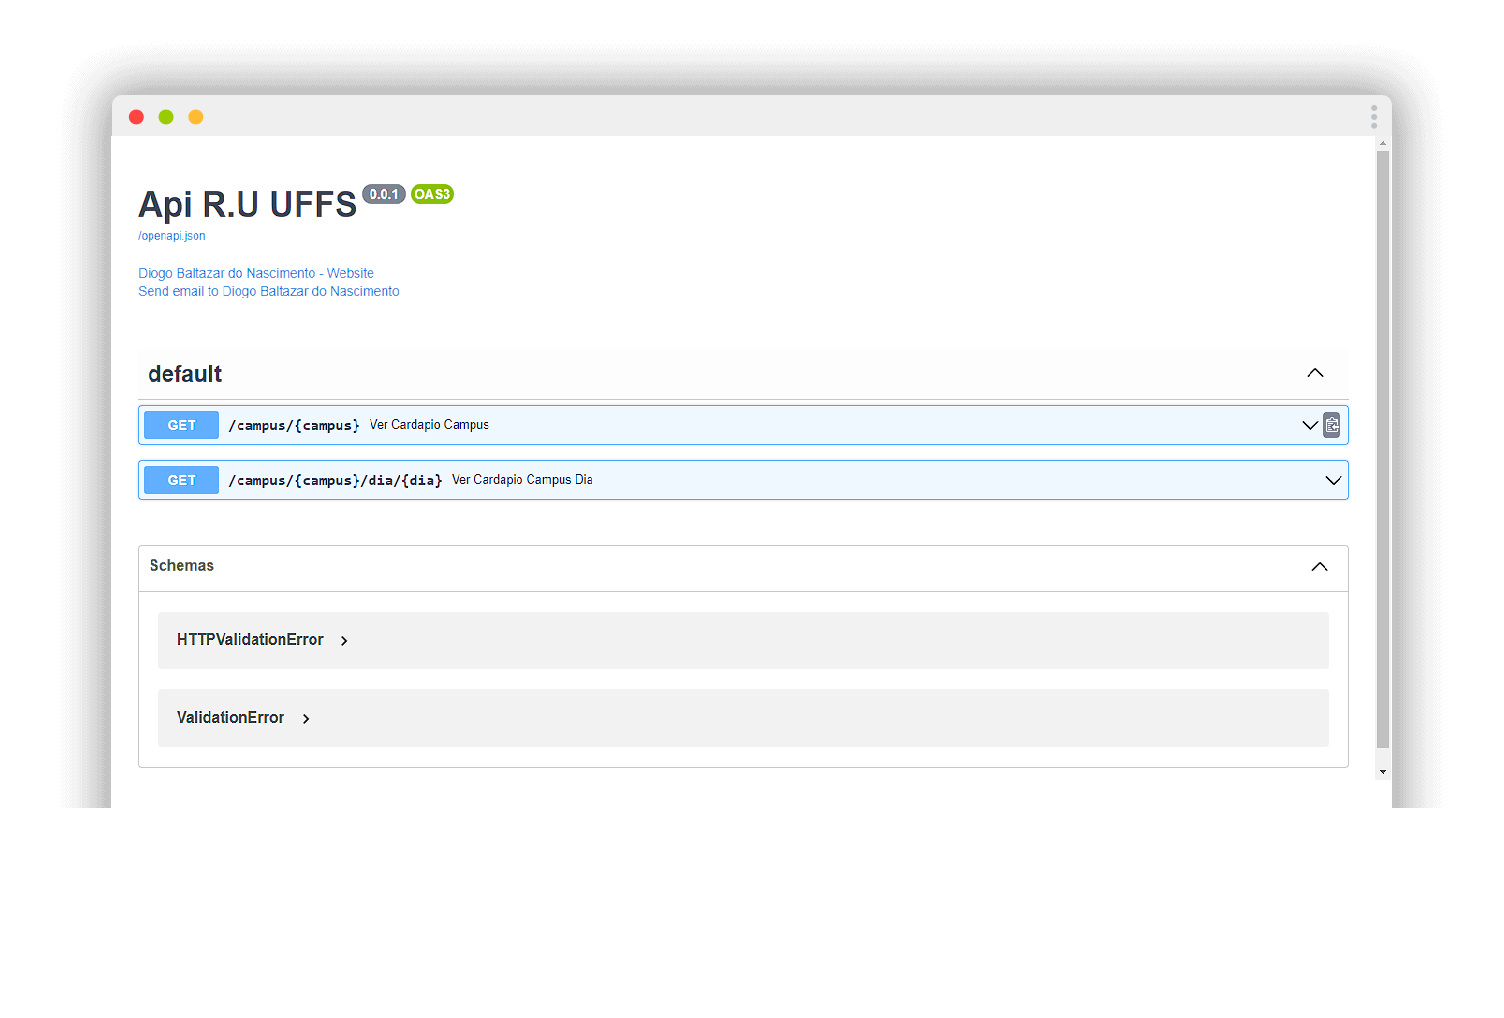 Api R.U UFFS 0.0.1 OAS3
/openapi.json
Diogo Baltazar do Nascimento - Website
Send email to Diogo Baltazar do Nascimento
default
GET /campus/{campus} Ver Cardapio Campus
GET /campus/{campus}/dia/{dia} Ver Cardapio Campus Dia
Schemas
HTTPValidationError
ValidationError